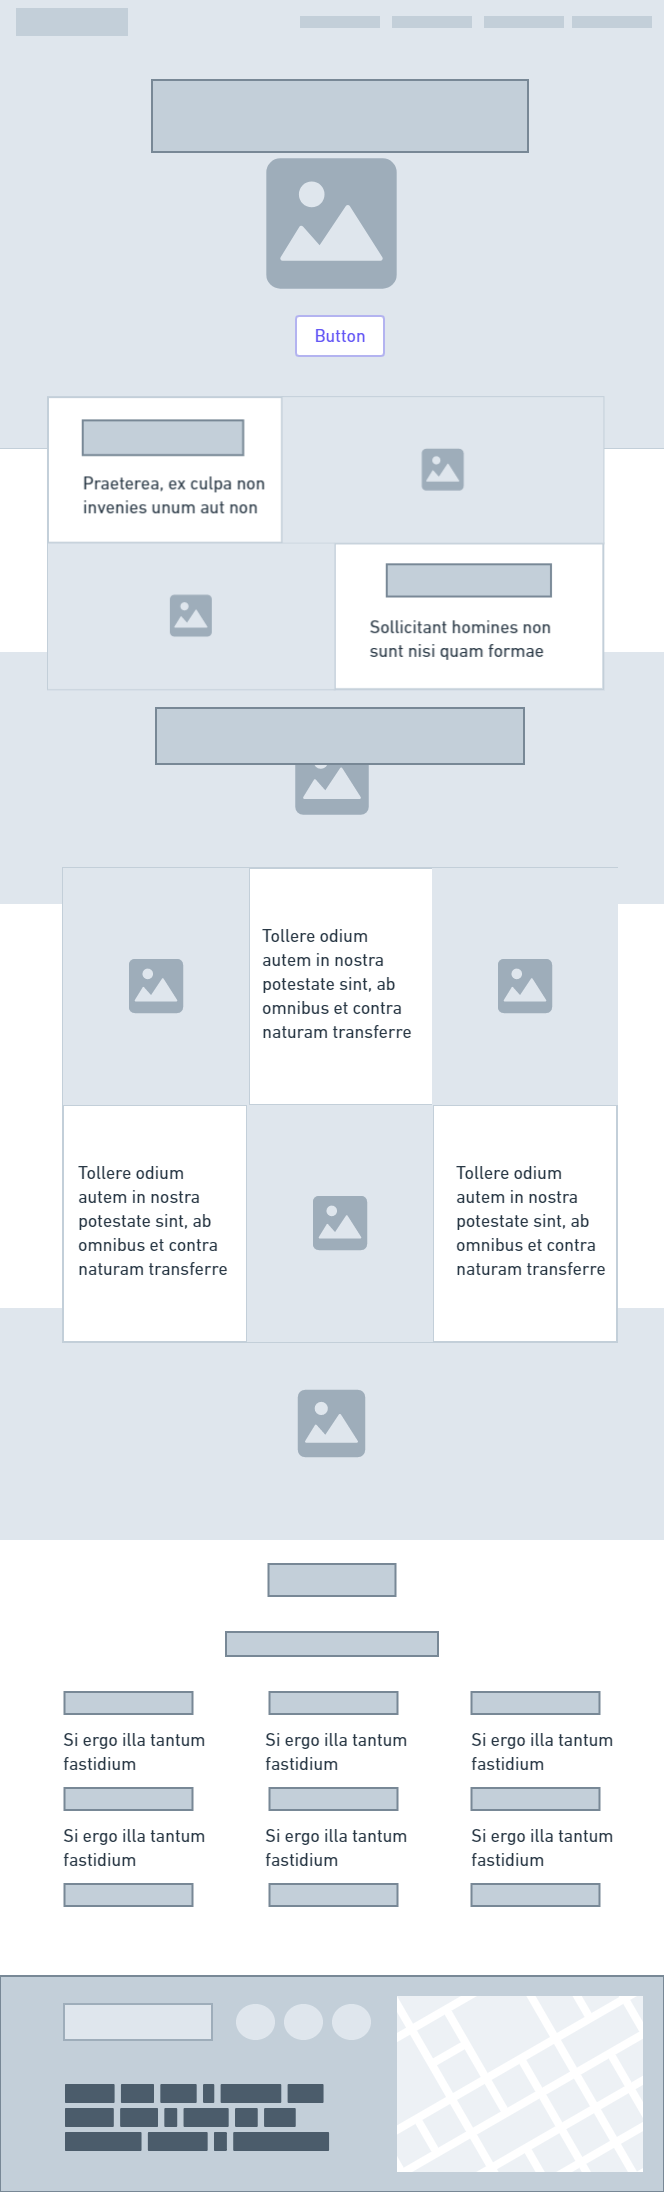 Button
Praeterea, ex culpa non
invenies unum aut non
Sollicitant homines non
sunt nisi quam formae
Tollere odium
autem in nostra
potestate sint, ab
omnibus et contra
naturam transferre
Tollere odium
autem in nostra
potestate sint, ab
omnibus et contra
naturam transferre
Tollere odium
autem in nostra
potestate sint, ab
omnibus et contra
naturam transferre
Si ergo illa tantum
fastidium
Si ergo illa tantum
fastidium
Si ergo illa tantum
fastidium
Si ergo illa tantum
fastidium
Si ergo illa tantum
fastidium
Si ergo illa tantum
fastidium